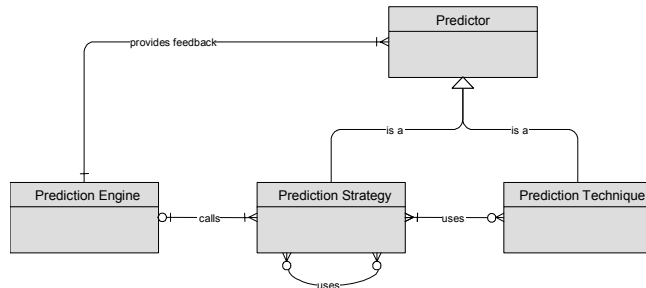 Predictor
provides feedback
is a
is a
Prediction Engine
Prediction Strategy
Prediction Technique
calls
uses
uses